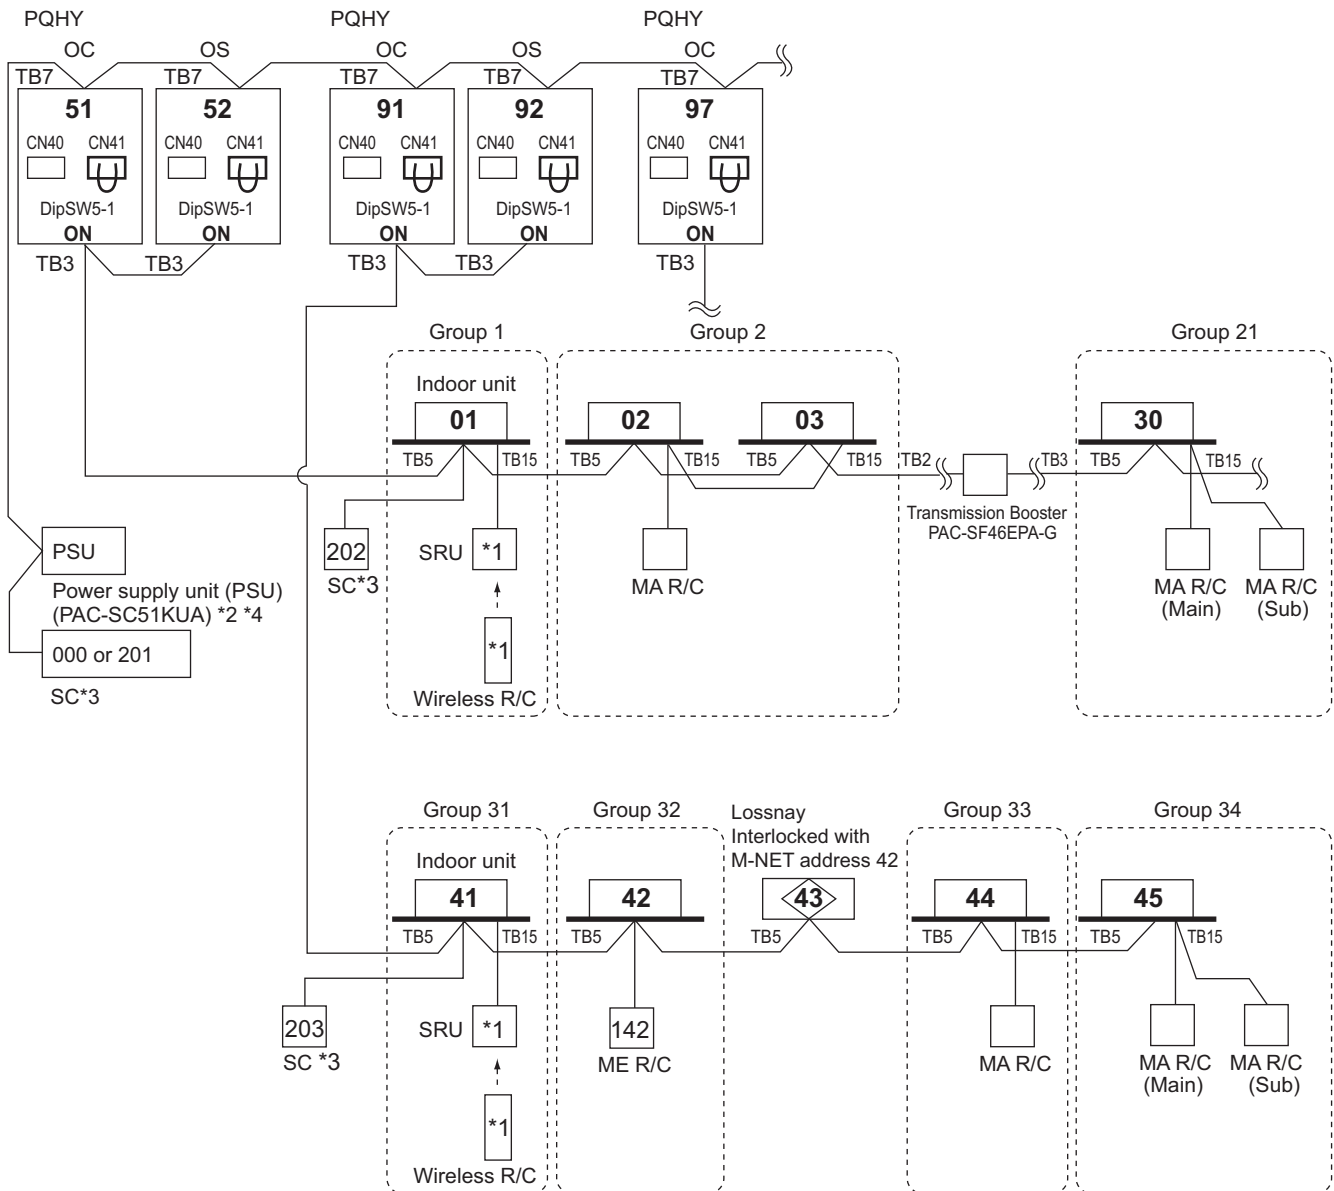 PQHY PQHY PQHY
OC OS OC OS OC
TB7 TB7 TB7 TB7 TB7
51 52 91 92 97
CN40 CN41 CN40 CN41 CN40 CN41 CN40 CN41 CN40 CN41
DipSW5-1 DipSW5-1 DipSW5-1 DipSW5-1 DipSW5-1
ON ON ON ON ON
TB3 TB3 TB3 TB3 TB3
Group 1 Group 2 Group 21
Indoor unit
01 02 03 30
TB5 TB15 TB5 TB15 TB5 TB15 TB2 TB3 TB5 TB15
Transmission Booster
PAC-SF46EPA-G
202 SRU *1
SC*3 MA R/C MA R/C MA R/C
(Main) (Sub)
PSU
Power supply unit (PSU)
(PAC-SC51KUA) *2 *4
000 or 201
SC*3
*1
Wireless R/C
Group 31 Group 32 Lossnay Group 33 Group 34
Interlocked with
M-NET address 42
Indoor unit
41 42 43 44 45
TB5 TB15 TB5 TB5 TB5 TB15 TB5 TB15
203 SRU *1 142
SC *3 ME R/C MA R/C MA R/C MA R/C
(Main) (Sub)
*1
Wireless R/C